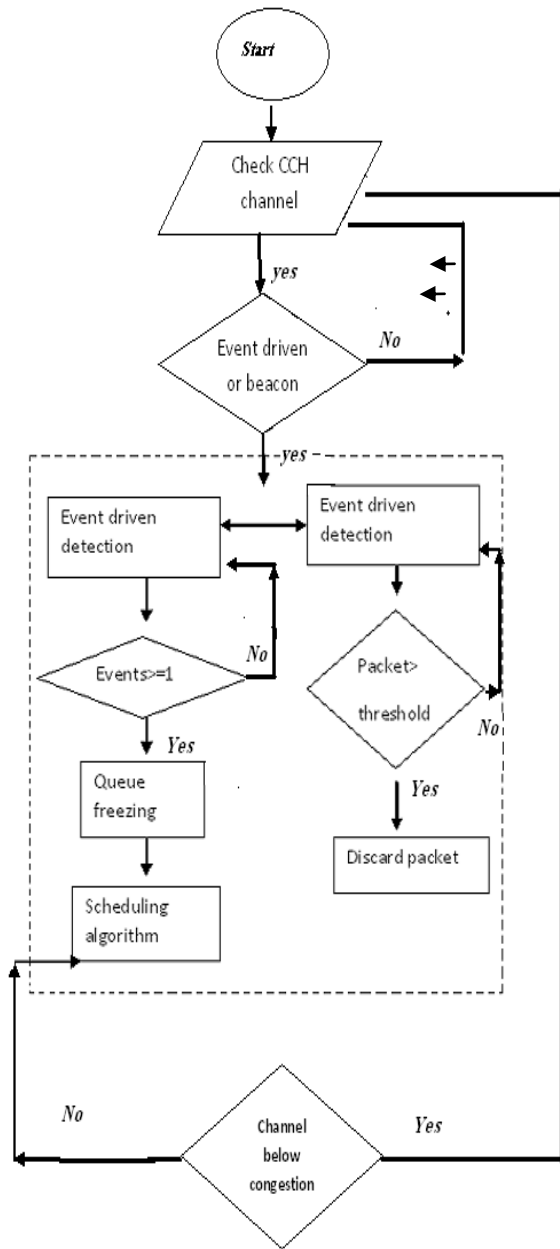 Start
Check CCH
channel
yes
Event driven
or beacon
No
yes
Event driven
detection
Event driven
detection
Events>=1
No
Packet>
threshold
No
Yes
Yes
Queue
freezing
Discard packet
Scheduling
algorithm
No
Channel
below
congestion
Yes